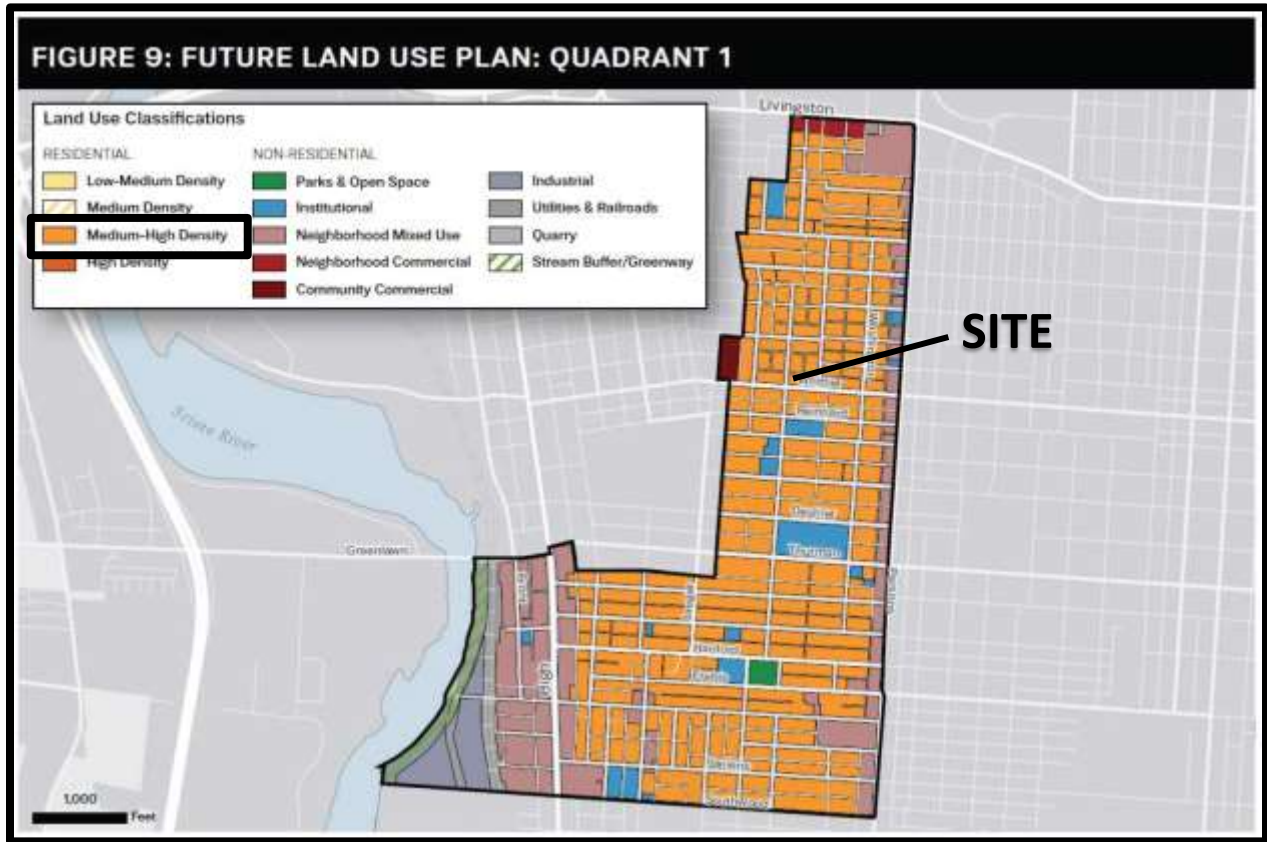 FIGURE 9: FUTURE LAND USE PLAN: QUADRANT 1
Land Use Classifications
RESIDENTIAL
Low-Medium Density
Medium Density
Medium-High Density
High Density
NON-RESIDENTIAL
Parks & Open Space
Institutional
Neighborhood Mixed Use
Neighborhood Commercial
Community Commercial
Industrial
Utilities & Railroads
Quarry
Stream Buffer/Greenway
Livingston
SITE
Scioto River
Greenlawn
Thurman
Front
High
1,000
Feet